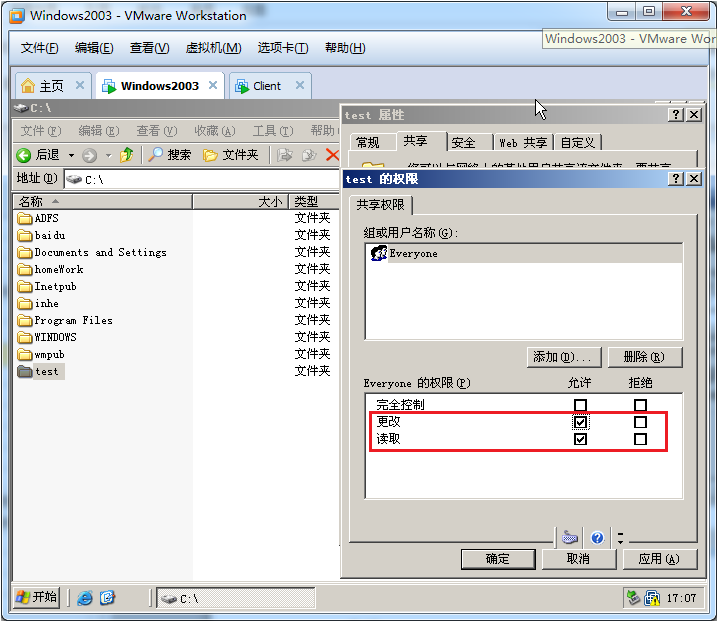 Windows2003 - VMware Workstation
文件(F) 编辑(E) 查看(V) 虚拟机(M) 选项卡(T) 帮助(H)
Windows2003 - VMware Wor
主页 Windows2003 Client
C:\
文件(F) 编辑(E) 查看(V) 收藏(A) 工具(T) 帮助
后退 搜索 文件夹
地址(D) C:\
名称 大小 类型
ADFS 文件夹
baidu 文件夹
Documents and Settings 文件夹
homeWork 文件夹
Inetpub 文件夹
inhe 文件夹
Program Files 文件夹
WINDOWS 文件夹
wmpub 文件夹
test 文件夹
test 属性
常规 共享 安全 Web 共享 自定义
test 的权限
共享权限
组或用户名称(G):
Everyone
添加(D)... 删除(R)
Everyone 的权限(P) 允许 拒绝
完全控制
更改
读取
确定 取消 应用(A)
开始 C:\ 17:07